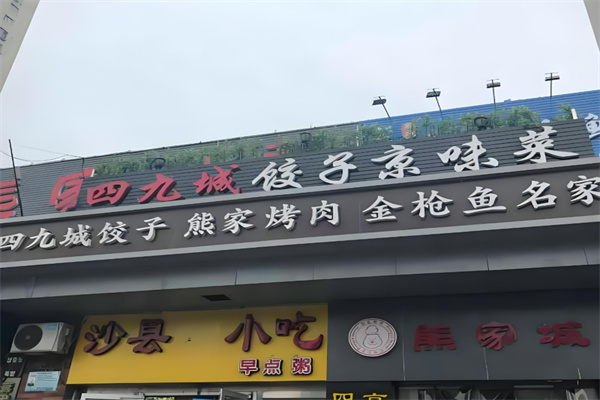 四九城饺子京味菜
四九城饺子 熊家烤肉 金枪鱼名家
沙县 小吃
早点 粥
熊家饭